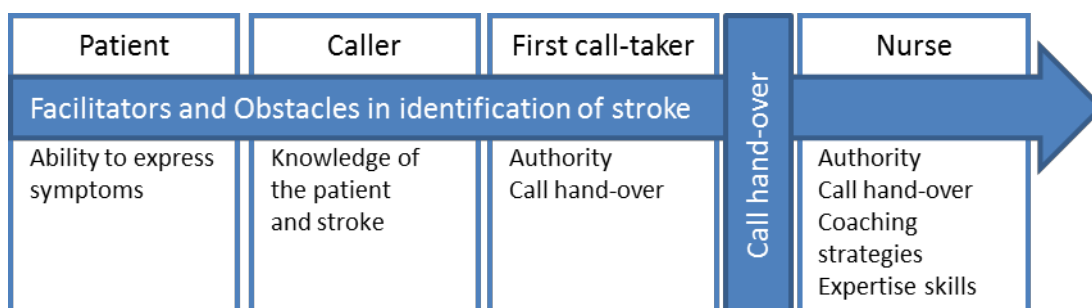 Patient
Caller
First call-taker
Call hand-over
Nurse
Facilitators and Obstacles in identification of stroke
Ability to express
symptoms
Knowledge of
the patient
and stroke
Authority
Call hand-over
Authority
Call hand-over
Coaching
strategies
Expertise skills